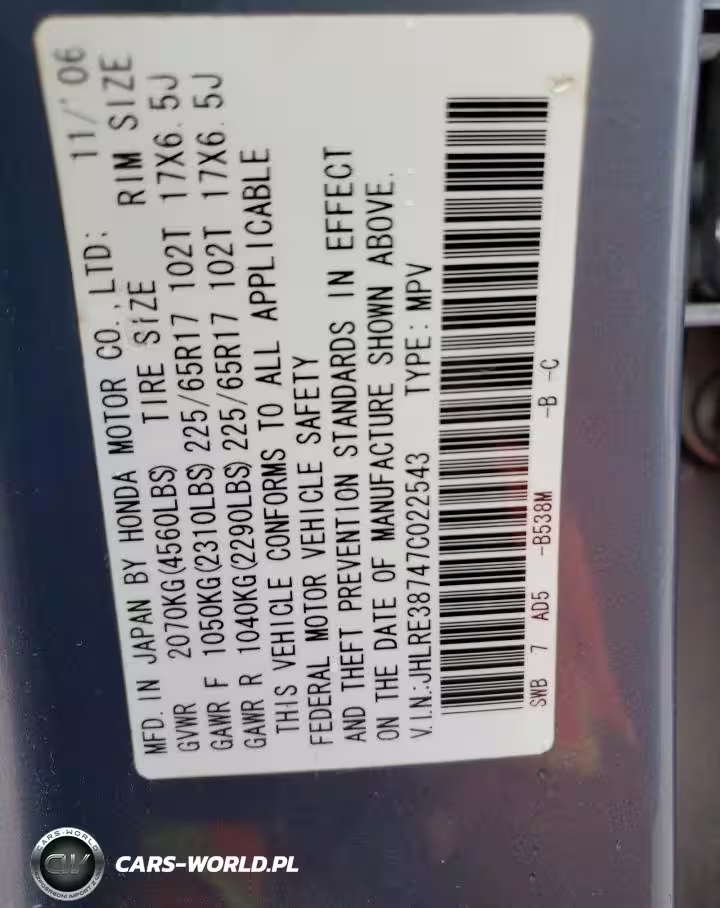 MFD. IN JAPAN BY HONDA MOTOR CO., LTD: 11/'06
GVWR 2070KG(4560LBS) TIRE SIZE RIM SIZE
GAWR F 1050KG(2310LBS) 225/65R17 102T 17X6.5J
GAWR R 1040KG(2290LBS) 225/65R17 102T 17X6.5J
THIS VEHICLE CONFORMS TO ALL APPLICABLE
FEDERAL MOTOR VEHICLE SAFETY
AND THEFT PREVENTION STANDARDS IN EFFECT
ON THE DATE OF MANUFACTURE SHOWN ABOVE.
V.I.N.:JHLRE38747C022543 TYPE: MPV
SWB 7 AD5 -B538M -B -C
CARS-WORLD
CW
CARS-WORLD.PL